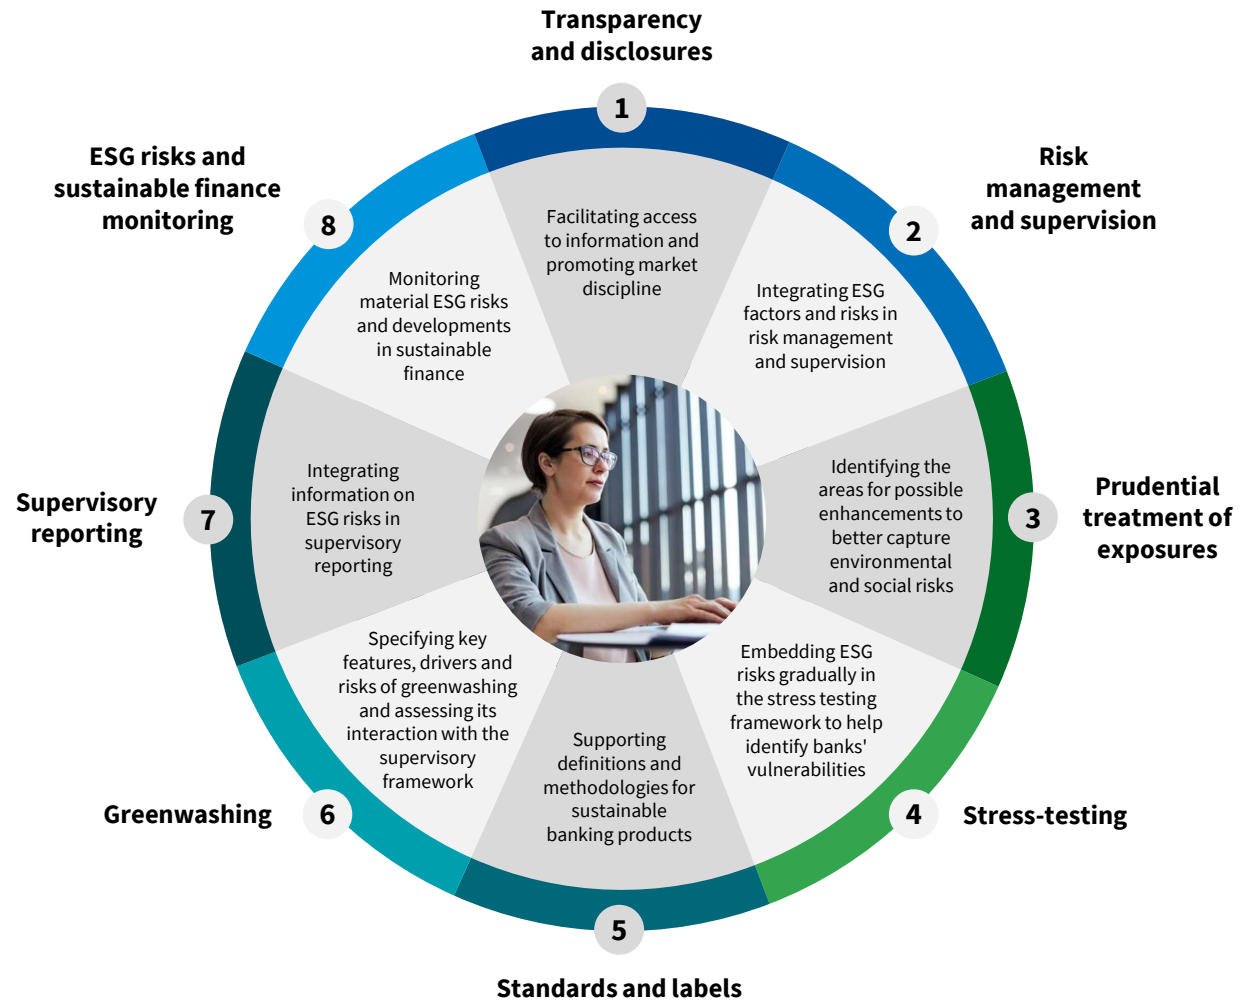 Transparency
and disclosures
1
Facilitating access
to information and
promoting market
discipline
Risk
management
and supervision
2
Integrating ESG
factors and risks in
risk management
and supervision
Prudential
treatment of
exposures
3
Identifying the
areas for possible
enhancements to
better capture
environmental
and social risks
Stress-testing
4
Embedding ESG
risks gradually in
the stress testing
framework to help
identify banks'
vulnerabilities
Standards and labels
5
Supporting
definitions and
methodologies for
sustainable
banking products
Greenwashing
6
Specifying key
features, drivers and
risks of greenwashing
and assessing its
interaction with the
supervisory
framework
Supervisory
reporting
7
Integrating
information on
ESG risks in
supervisory
reporting
ESG risks and
sustainable finance
monitoring
8
Monitoring
material ESG risks
and developments
in sustainable
finance